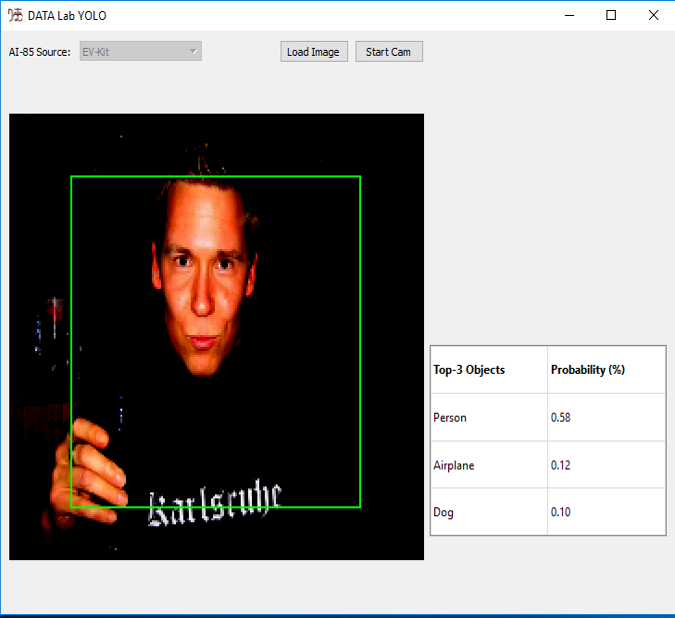 DATA Lab YOLO
AI-85 Source: EV-Kit Load Image Start Cam
Top-3 Objects Probability (%)
Person 0.58
Airplane 0.12
Dog 0.10
Karlsruhe